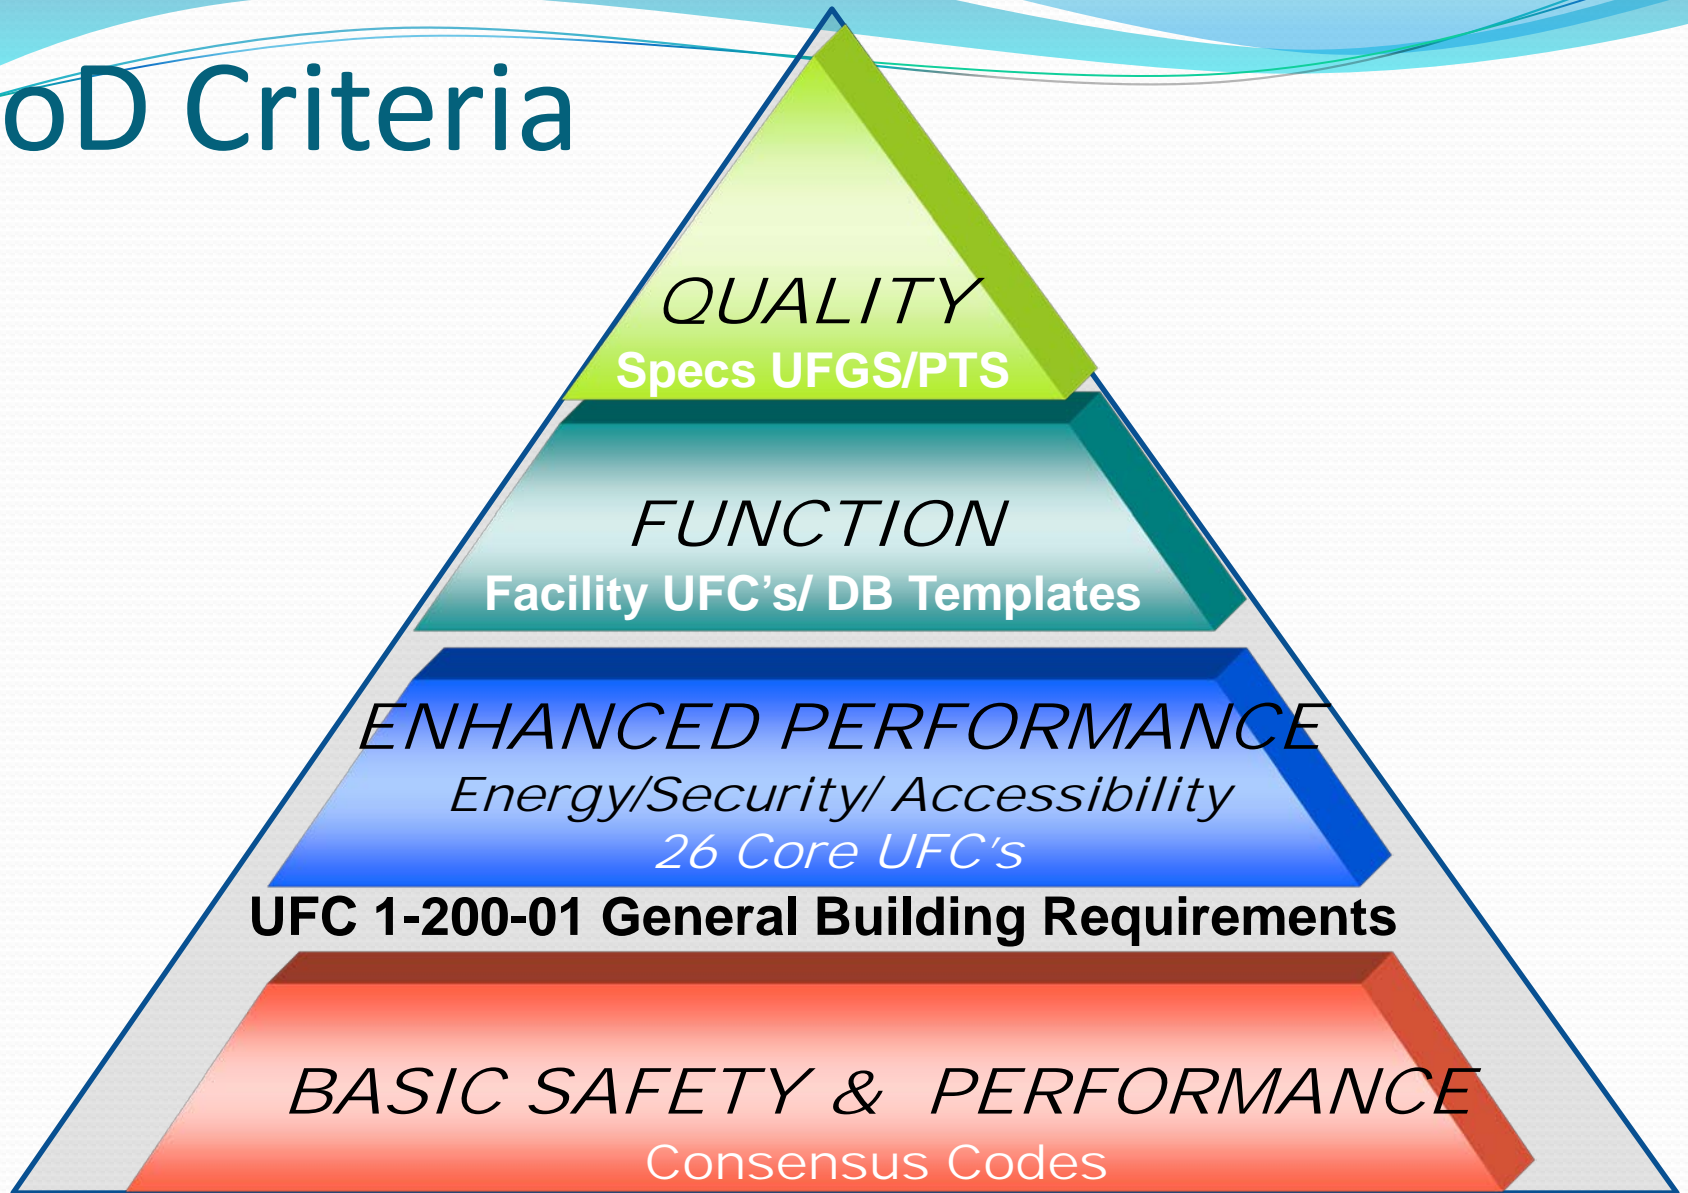 oD Criteria
QUALITY
Specs UFGS/PTS
FUNCTION
Facility UFC’s/ DB Templates
ENHANCED PERFORMANCE
Energy/Security/ Accessibility
26 Core UFC’s
UFC 1-200-01 General Building Requirements
BASIC SAFETY & PERFORMANCE
Consensus Codes